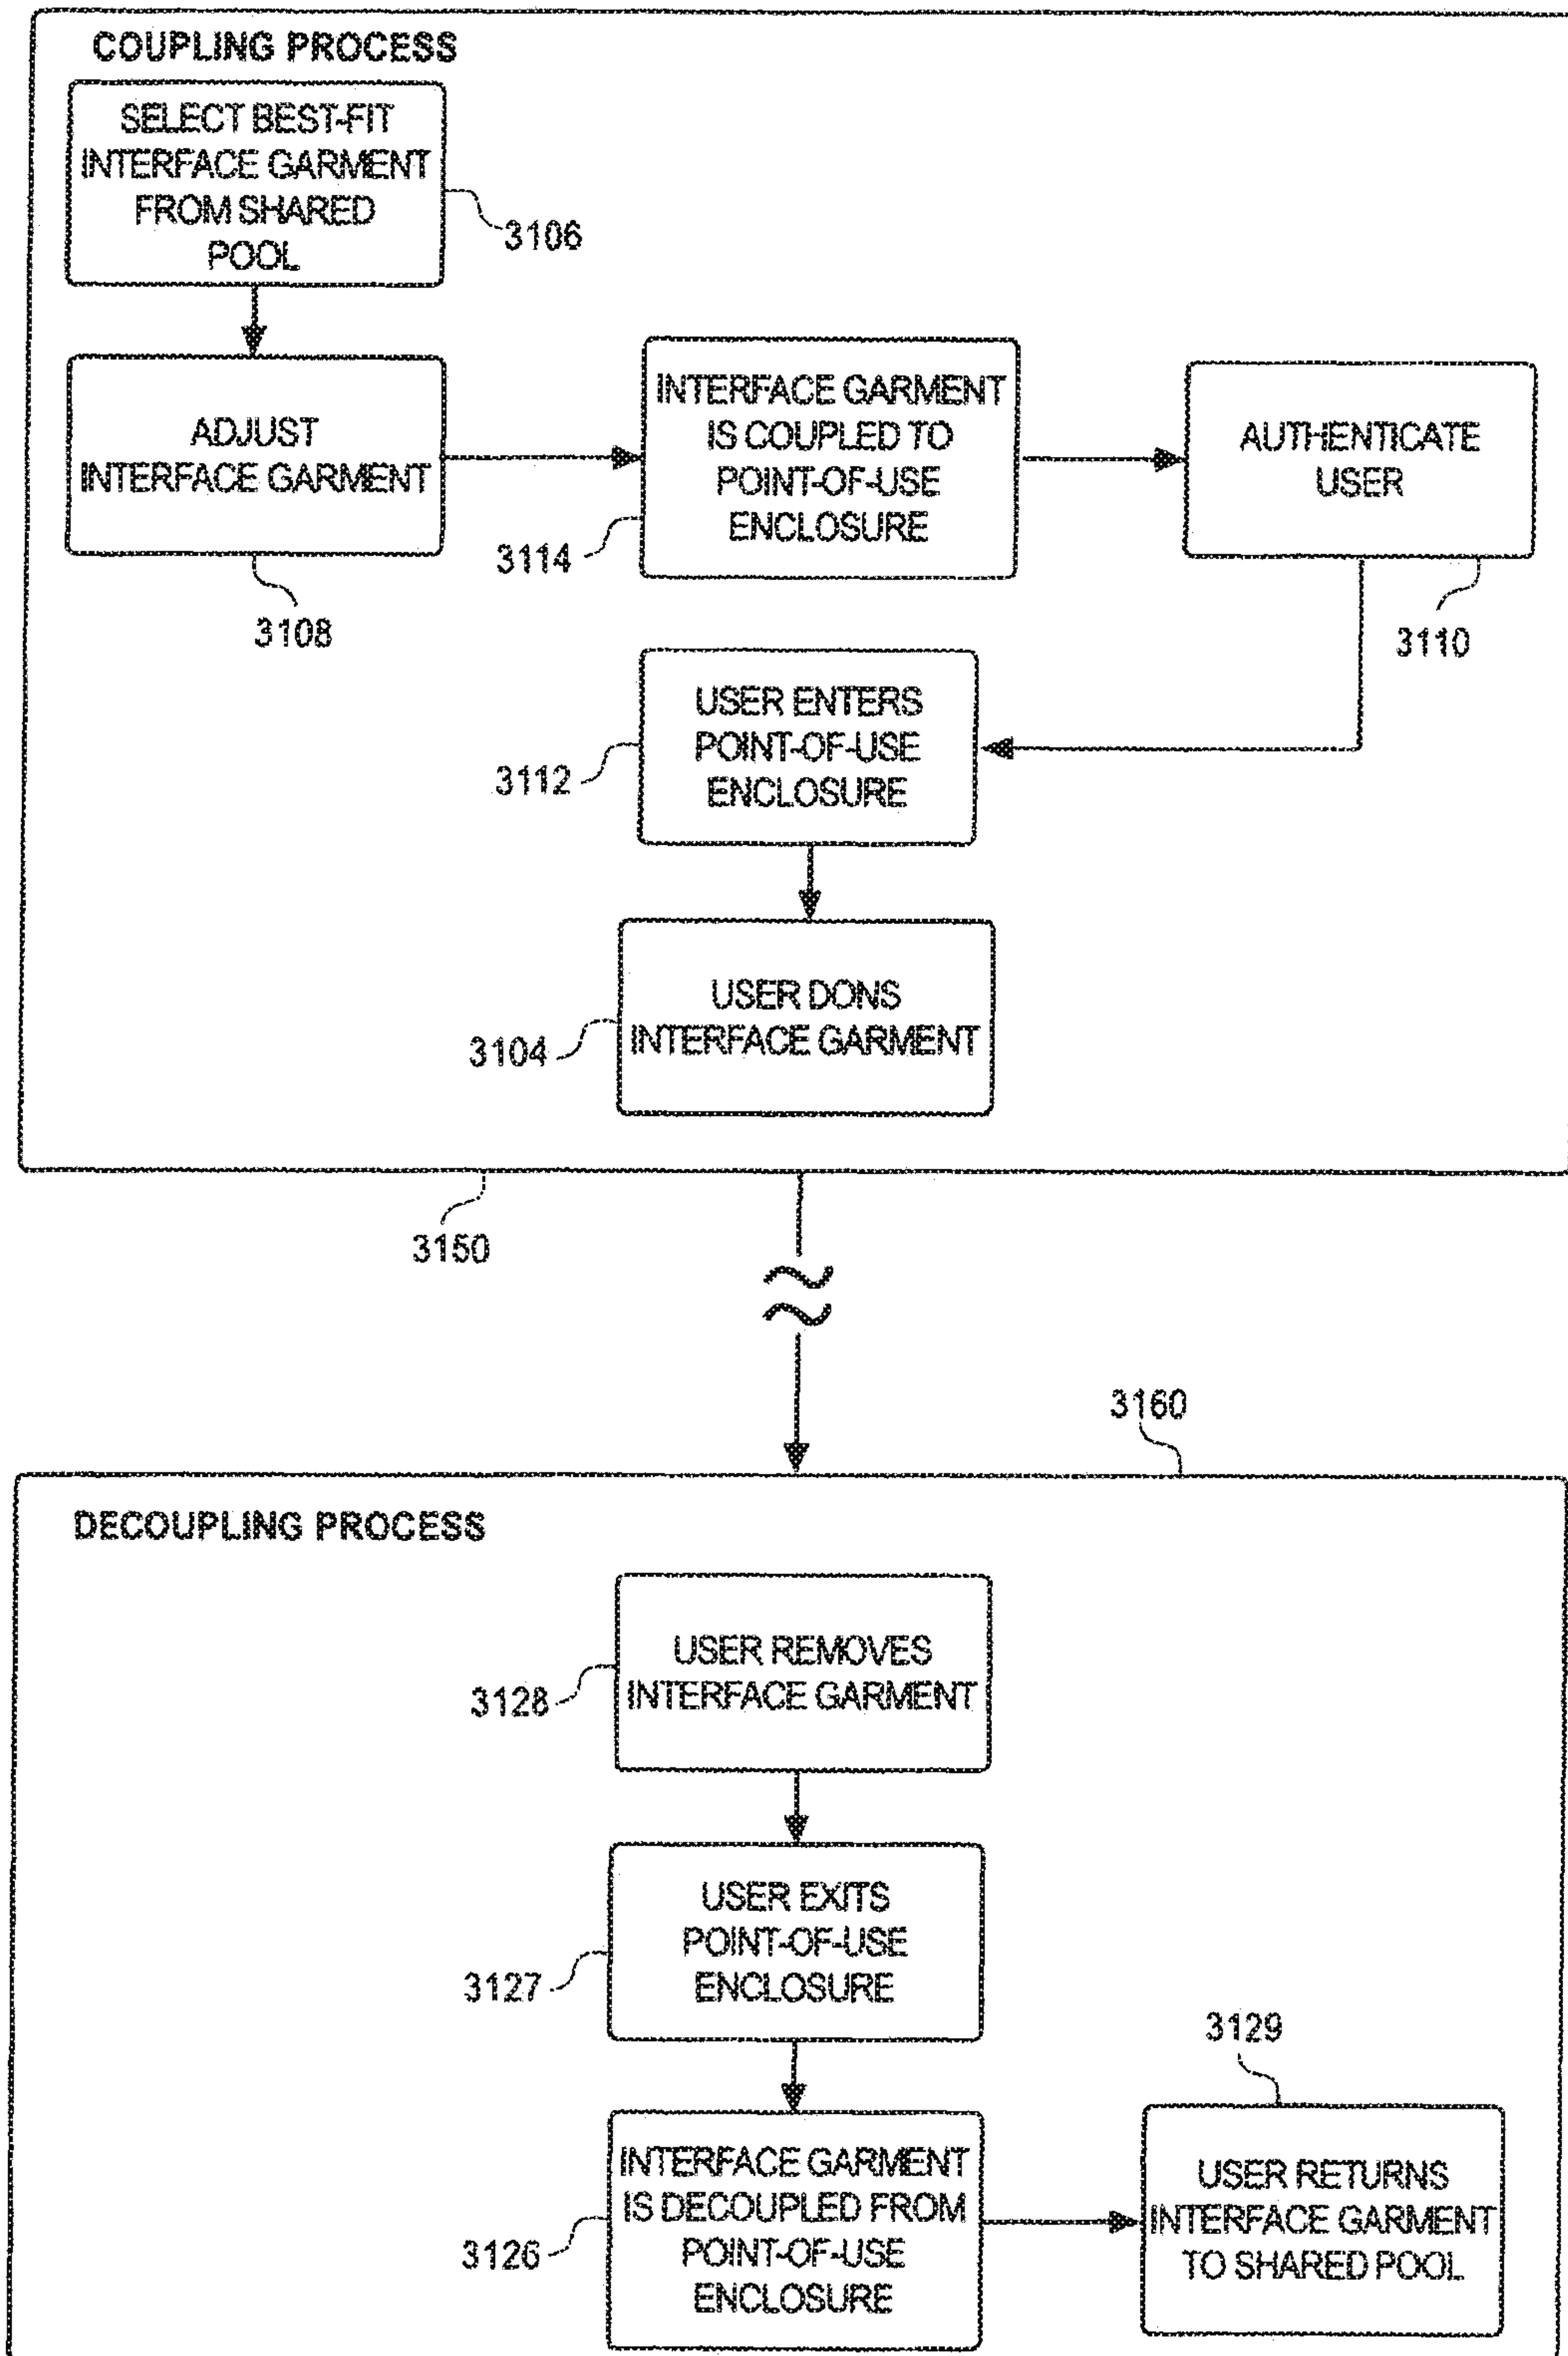 COUPLING PROCESS
SELECT BEST-FIT
INTERFACE GARMENT
FROM SHARED
POOL
3106
ADJUST
INTERFACE GARMENT
3108
INTERFACE GARMENT
IS COUPLED TO
POINT-OF-USE
ENCLOSURE
3114
AUTHENTICATE
USER
3110
USER ENTERS
POINT-OF-USE
ENCLOSURE
3112
USER DONS
INTERFACE GARMENT
3104
3150
3160
DECOUPLING PROCESS
USER REMOVES
INTERFACE GARMENT
3128
USER EXITS
POINT-OF-USE
ENCLOSURE
3127
INTERFACE GARMENT
IS DECOUPLED FROM
POINT-OF-USE
ENCLOSURE
3126
3129
USER RETURNS
INTERFACE GARMENT
TO SHARED POOL